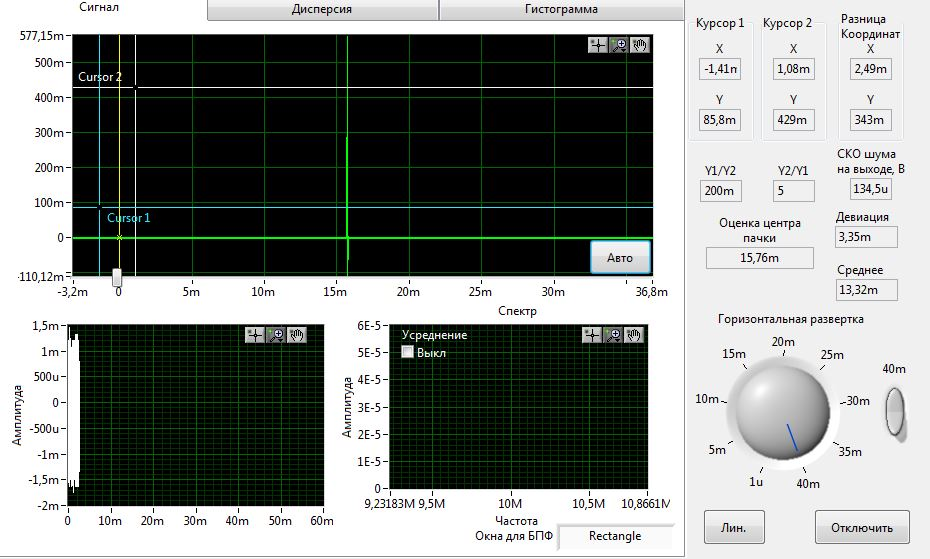 Сигнал
Дисперсия
Гистограмма
577,15m
500m
400m
300m
200m
100m
0
-110,12m
Cursor 2
Cursor 1
Авто
-3,2m
0
5m
10m
15m
20m
25m
30m
36,8m
Курсор 1
X
-1,41m
Y
85,8m
Курсор 2
X
1,08m
Y
429m
Разница
Координат
X
2,49m
Y
343m
Y1/Y2
200m
Y2/Y1
5
СКО шума
на выходе, В
134,5u
Оценка центра
пачки
15,76m
Девиация
3,35m
Среднее
13,32m
Амплитуда
1,5m
1m
500u
0
-500u
-1m
-1,5m
-2m
0
10m
20m
30m
40m
50m
60m
Спектр
Амплитуда
6E-5
5E-5
4E-5
3E-5
2E-5
1E-5
0
Усреднение
Выкл
9,23183M
9,5M
10M
10,5M
10,8661M
Частота
Окна для БПФ
Rectangle
Горизонтальная развертка
1u
5m
10m
15m
20m
25m
30m
35m
40m
40m
Лин.
Отключить